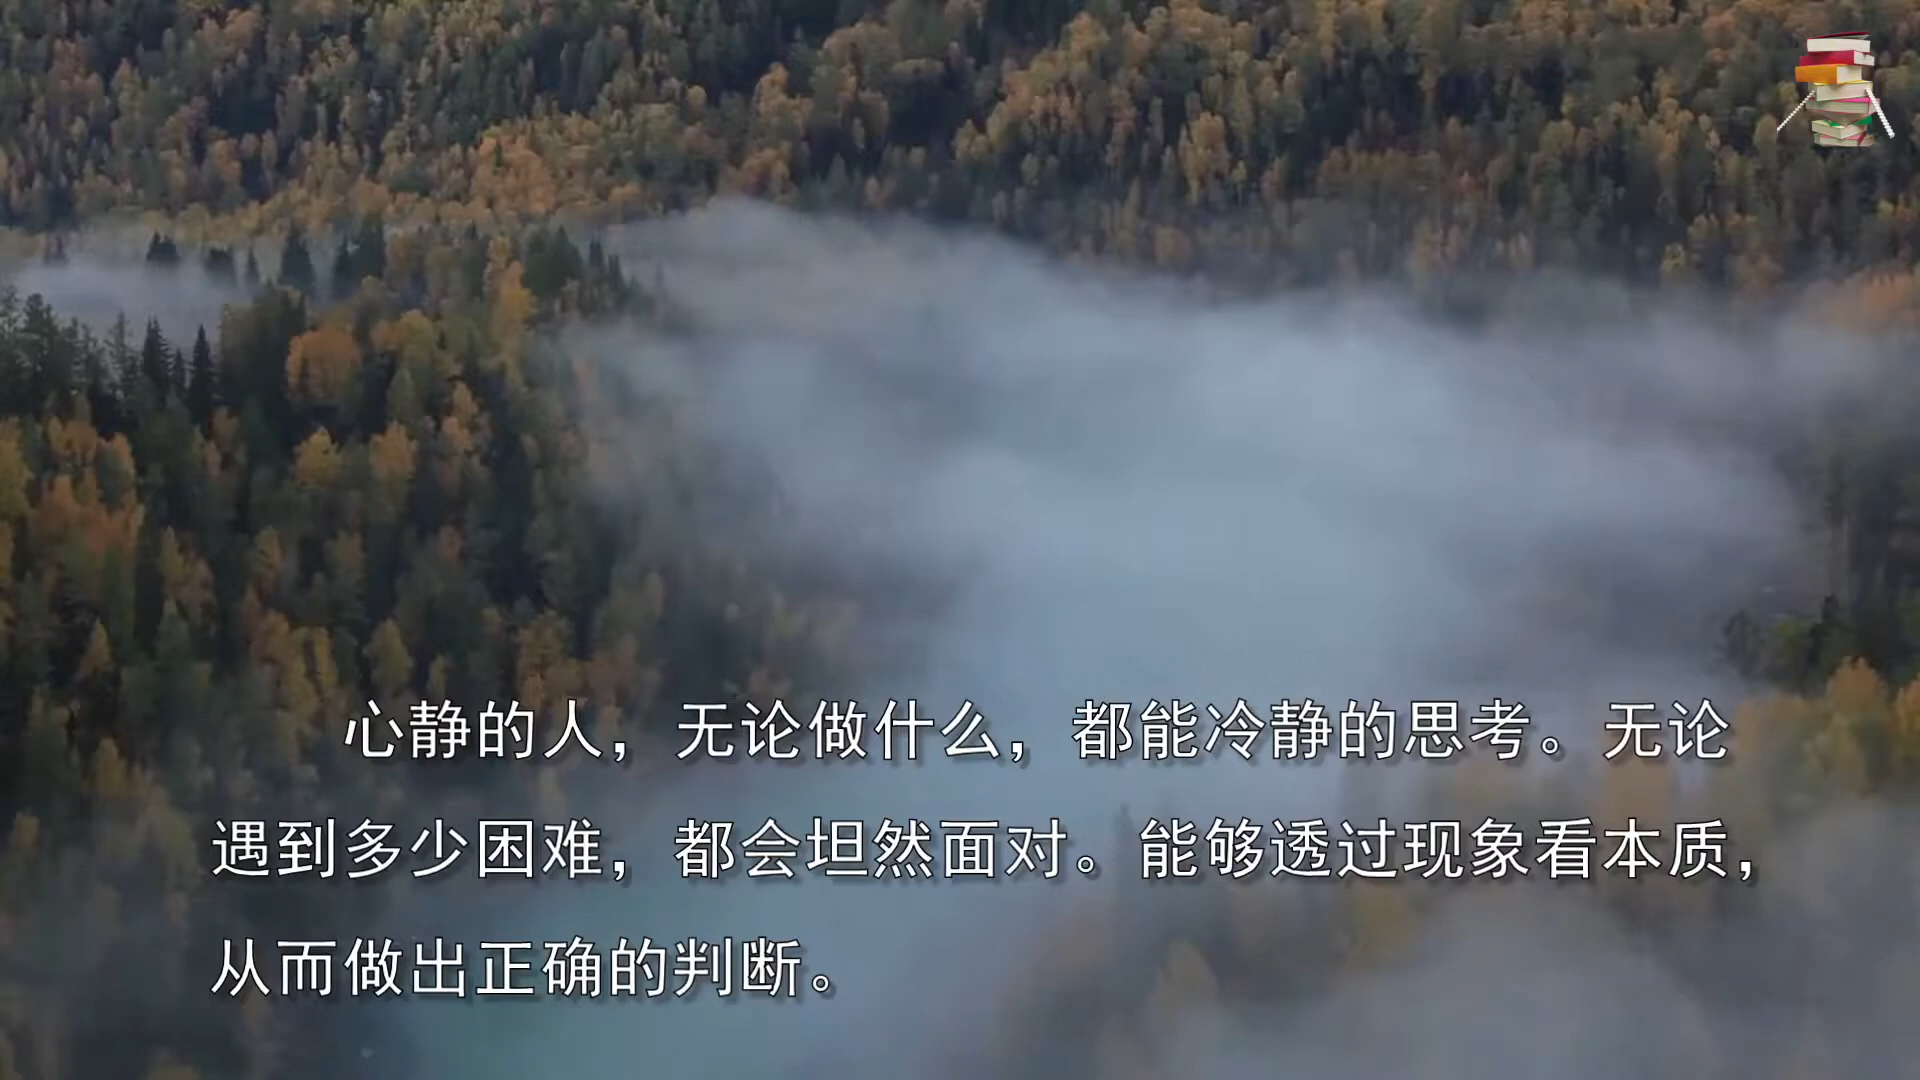 心静的人，无论做什么，都能冷静的思考。无论
遇到多少困难，都会坦然面对。能够透过现象看本质，
从而做出正确的判断。